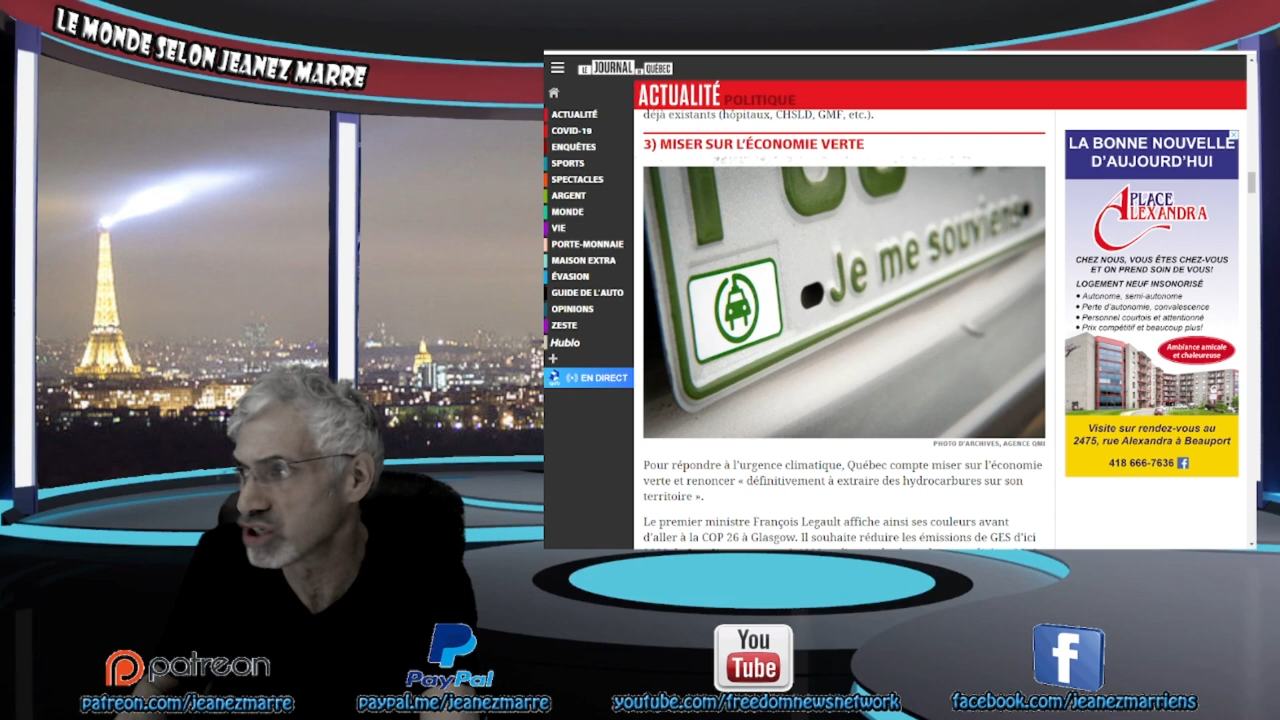 LE MONDE SELON JEANEZ MARRE
LE JOURNAL DE QUÉBEC
ACTUALITÉ
COVID-19
ENQUÊTES
SPORTS
SPECTACLES
ARGENT
MONDE
VIE
PORTE-MONNAIE
MAISON EXTRA
ÉVASION
GUIDE DE L'AUTO
OPINIONS
ZESTE
Hublo
+
EN DIRECT
ACTUALITÉ POLITIQUE
déjà existants (hôpitaux, CHSLD, GMF, etc.).
3) MISER SUR L'ÉCONOMIE VERTE
Je me souviens
PHOTO D'ARCHIVES, AGENCE QMI
Pour répondre à l'urgence climatique, Québec compte miser sur l'économie
verte et renoncer « définitivement à extraire des hydrocarbures sur son
territoire ».
Le premier ministre François Legault affiche ainsi ses couleurs avant
d'aller à la COP 26 à Glasgow. Il souhaite réduire les émissions de GES d'ici
LA BONNE NOUVELLE
D'AUJOURD'HUI
PLACE
ALEXANDRA
CHEZ NOUS, VOUS ÊTES CHEZ-VOUS
ET ON PREND SOIN DE VOUS!
LOGEMENT NEUF INSONORISÉ
• Autonome, semi-autonome
• Perte d'autonomie, convalescence
• Personnel courtois et attentionné
• Prix compétitif et beaucoup plus!
Ambiance amicale
et chaleureuse
Visite sur rendez-vous au
2475, rue Alexandra à Beauport
418 666-7636
patreon
patreon.com/jeanezmarre
PayPal
paypal.me/jeanezmarre
You
Tube
youtube.com/freedomnewsnetwork
f
facebook.com/jeanezmarriens